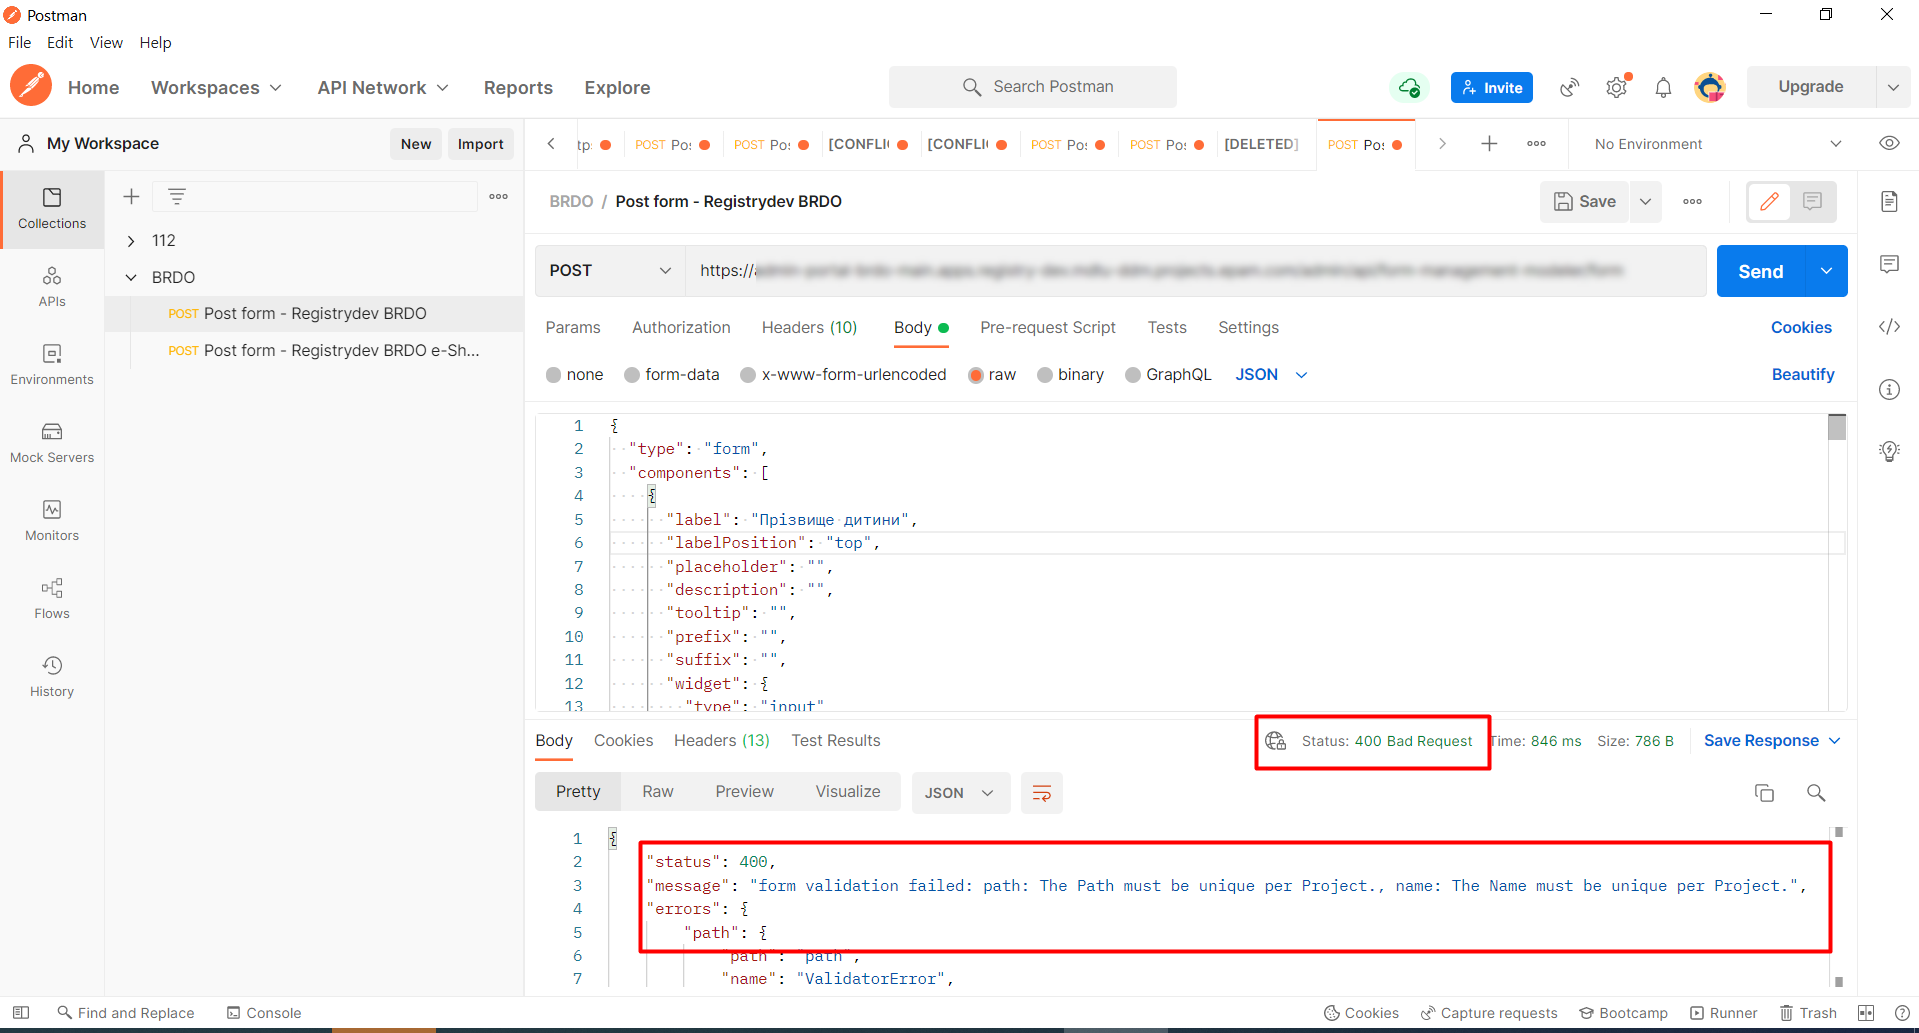 Postman
File Edit View Help
Home Workspaces API Network Reports Explore
Search Postman
Invite
Upgrade
My Workspace
New Import
POST Pos
POST Pos
[CONFLI
[CONFLI
POST Pos
POST Pos
[DELETED]
POST Pos
No Environment
Collections
APIs
Environments
Mock Servers
Monitors
Flows
History
112
BRDO
POST Post form - Registrydev BRDO
POST Post form - Registrydev BRDO e-Sh...
BRDO / Post form - Registrydev BRDO
Save
POST
https://
Send
Params Authorization Headers (10) Body Pre-request Script Tests Settings Cookies
none form-data x-www-form-urlencoded raw binary GraphQL JSON Beautify
1 {
2 "type": "form",
3 "components": [
4 {
5 "label": "Прізвище дитини",
6 "labelPosition": "top",
7 "placeholder": "",
8 "description": "",
9 "tooltip": "",
10 "prefix": "",
11 "suffix": "",
12 "widget": {
13 "type": "input"
Body Cookies Headers (13) Test Results
Status: 400 Bad Request Time: 846 ms Size: 786 B Save Response
Pretty Raw Preview Visualize JSON
1 {
2 "status": 400,
3 "message": "form validation failed: path: The Path must be unique per Project., name: The Name must be unique per Project.",
4 "errors": {
5 "path": {
6 "path": "path",
7 "name": "ValidatorError",
Find and Replace Console
Cookies Capture requests Bootcamp Runner Trash